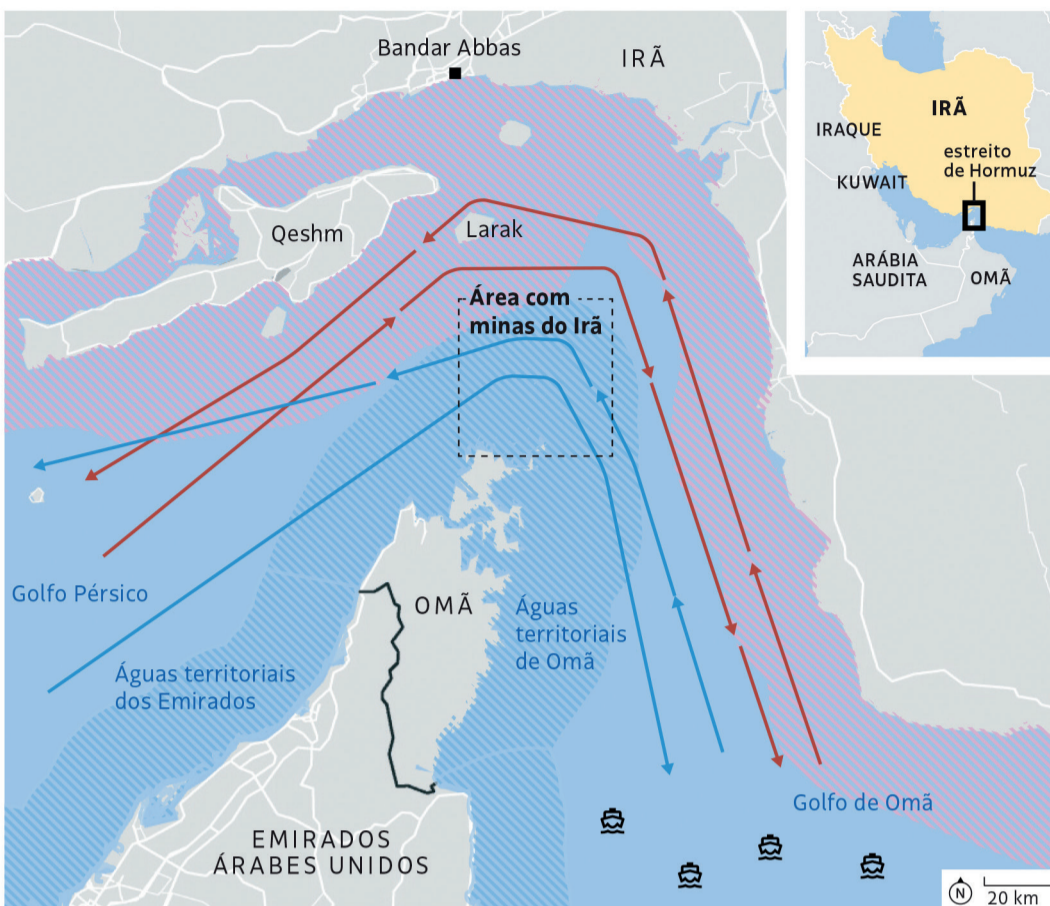 Bandar Abbas
IRÃ
Qeshm
Larak
Área com
minas do Irã
Golfo Pérsico
OMÃ
Águas
territoriais
de Omã
Águas territoriais
dos Emirados
EMIRADOS
ÁRABES UNIDOS
Golfo de Omã
N
20 km
IRÃ
IRAQUE
estreito
de Hormuz
KUWAIT
ARÁBIA
SAUDITA
OMÃ